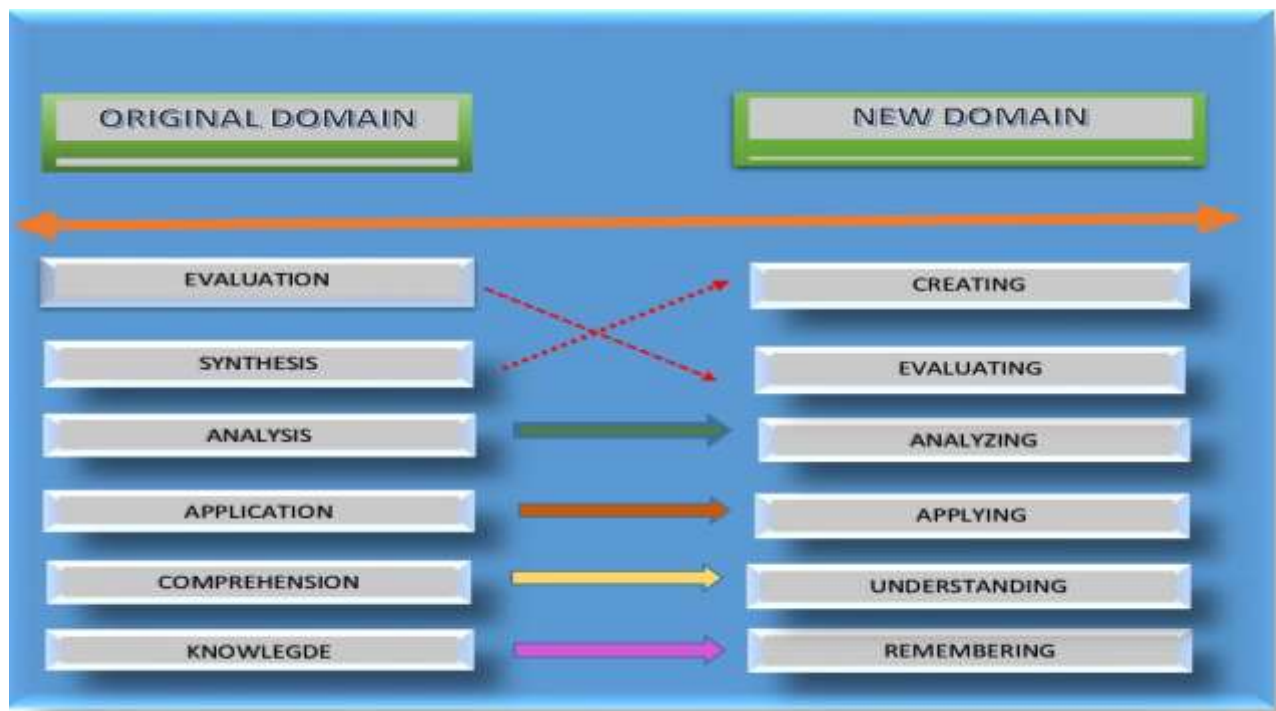 ORIGINAL DOMAIN
NEW DOMAIN
EVALUATION
CREATING
SYNTHESIS
EVALUATING
ANALYSIS
ANALYZING
APPLICATION
APPLYING
COMPREHENSION
UNDERSTANDING
KNOWLEGDE
REMEMBERING